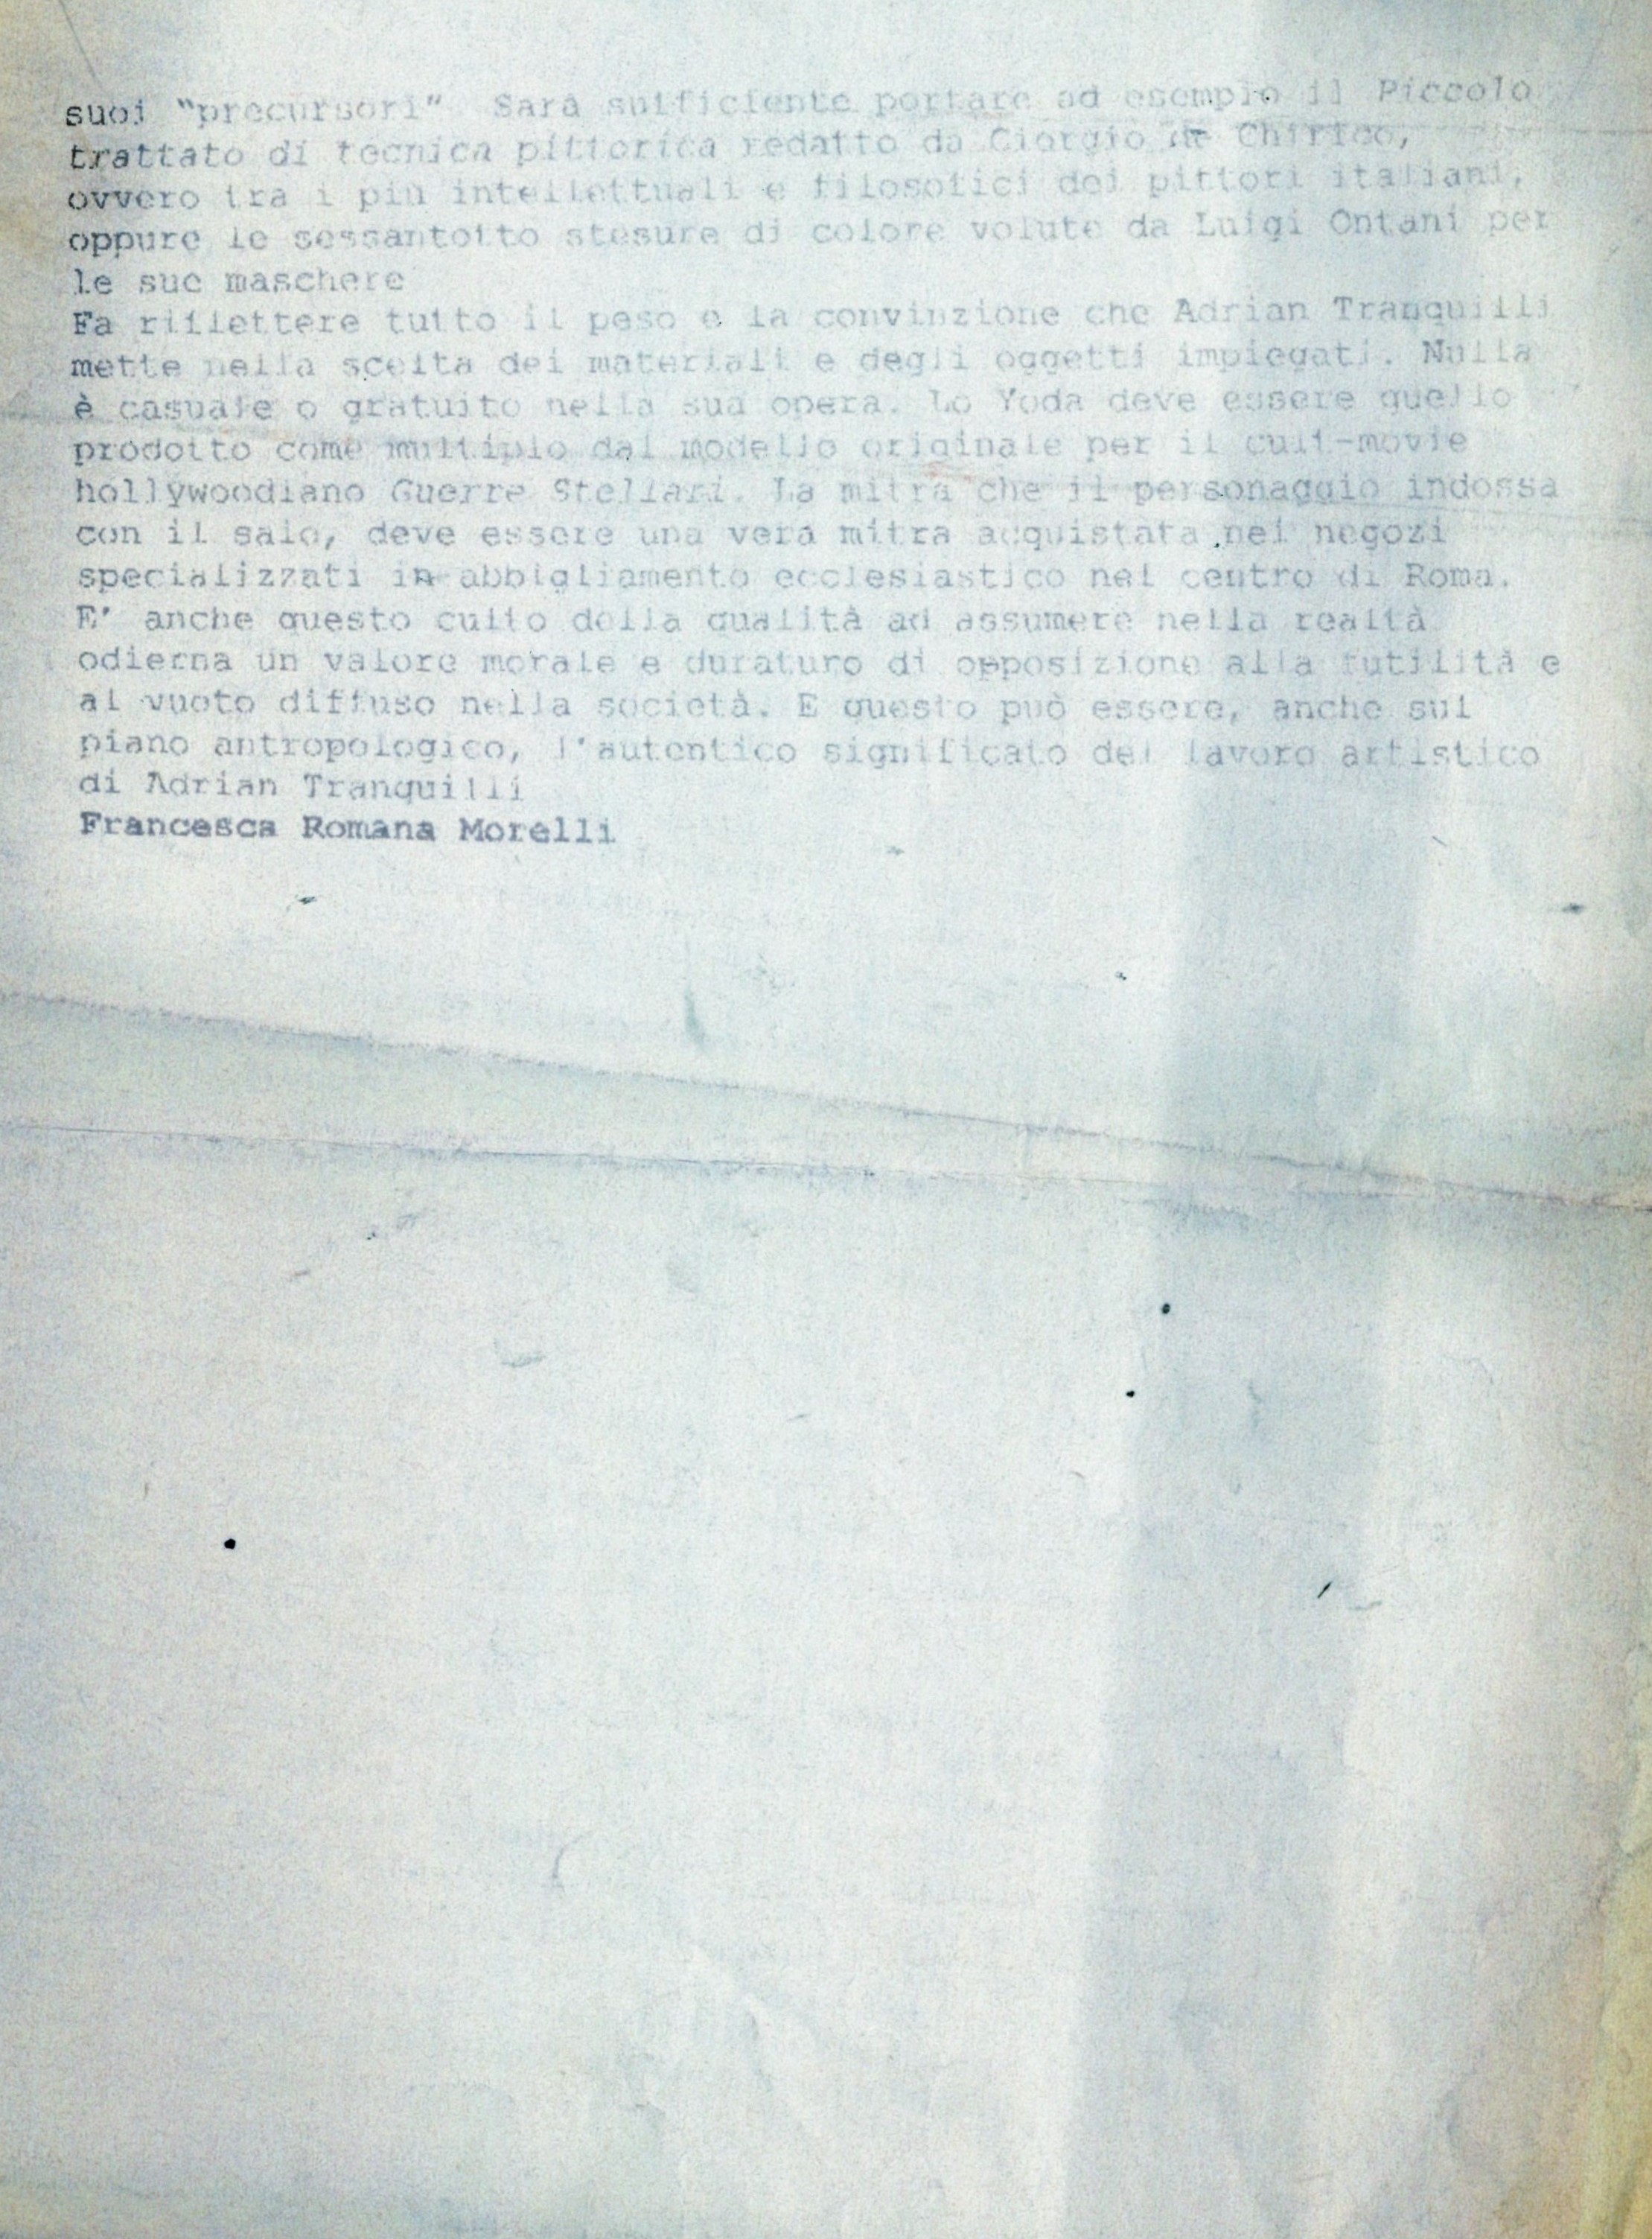 suoi "precursori" Sarà sufficiente portare ad esempio il Piccolo
trattato di tecnica pittorica redatto da Giorgio de Chirico,
ovvero tra i più intellettuali e filosofici dei pittori italiani,
oppure le sessantotto stesure di colore volute da Luigi Ontani per
le sue maschere
Fa riflettere tutto il peso e la convinzione che Adrian Tranquilli
mette nella scelta dei materiali e degli oggetti impiegati. Nulla
è casuale o gratuito nella sua opera. Lo Yoda deve essere quello
prodotto come multiplo dal modello originale per il cult-movie
hollywoodiano Guerre Stellari. La mitra che il personaggio indossa
con il saio, deve essere una vera mitra acquistata nei negozi
specializzati in abbigliamento ecclesiastico nel centro di Roma.
E' anche questo culto della qualità ad assumere nella realtà
odierna un valore morale e duraturo di opposizione alla futilità e
al vuoto diffuso nella società. E questo può essere, anche sul
piano antropologico, l'autentico significato del lavoro artistico
di Adrian Tranquilli
Francesca Romana Morelli